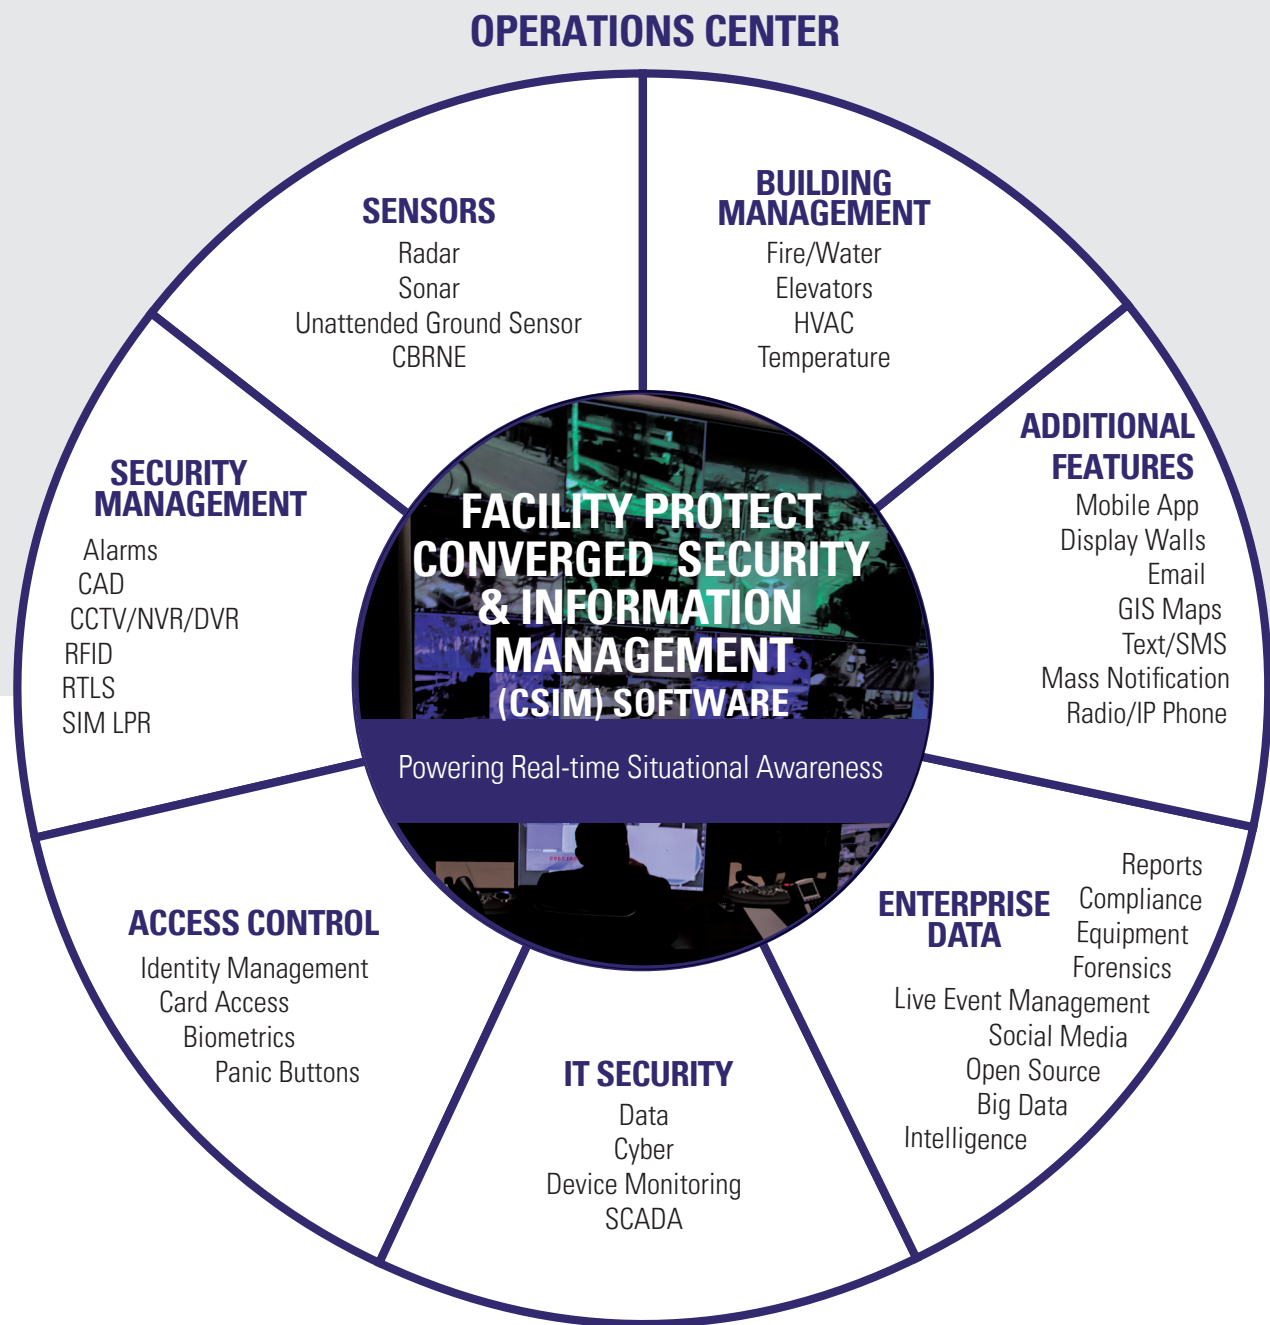 OPERATIONS CENTER
SENSORS
Radar
Sonar
Unattended Ground Sensor
CBRNE
BUILDING
MANAGEMENT
Fire/Water
Elevators
HVAC
Temperature
ADDITIONAL
FEATURES
Mobile App
Display Walls
Email
GIS Maps
Text/SMS
Mass Notification
Radio/IP Phone
ENTERPRISE
DATA
Reports
Compliance
Equipment
Forensics
Live Event Management
Social Media
Open Source
Big Data
Intelligence
IT SECURITY
Data
Cyber
Device Monitoring
SCADA
ACCESS CONTROL
Identity Management
Card Access
Biometrics
Panic Buttons
SECURITY
MANAGEMENT
Alarms
CAD
CCTV/NVR/DVR
RFID
RTLS
SIM LPR
FACILITY PROTECT
CONVERGED SECURITY
& INFORMATION
MANAGEMENT
(CSIM) SOFTWARE
Powering Real-time Situational Awareness